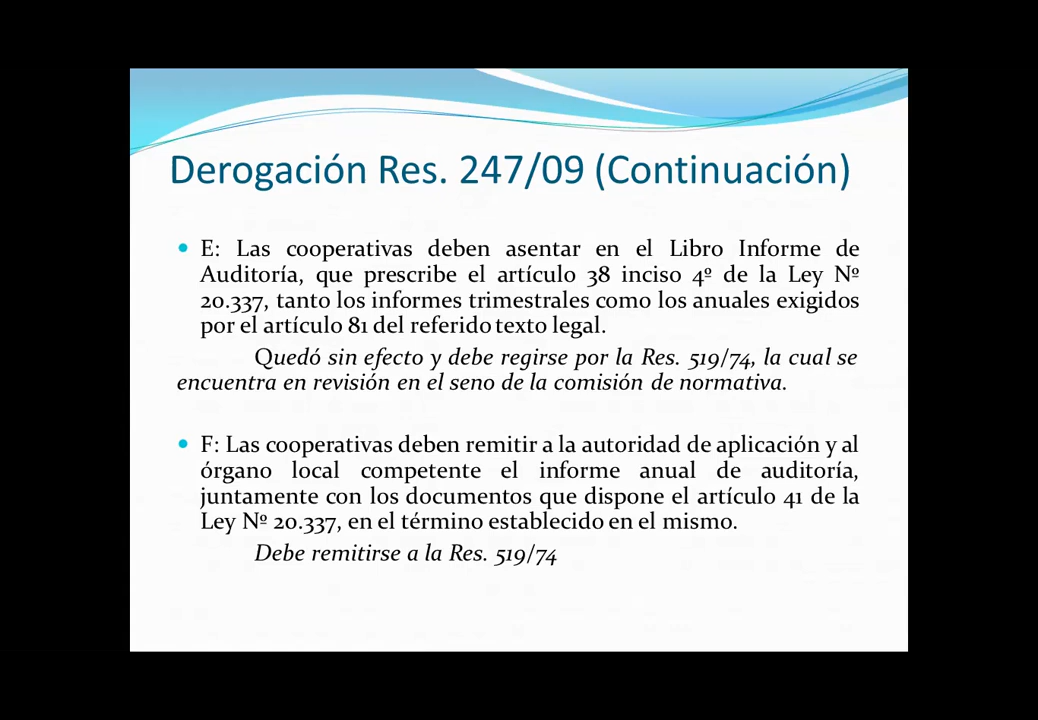 Derogación Res. 247/09 (Continuación)
• E: Las cooperativas deben asentar en el Libro Informe de
Auditoría, que prescribe el artículo 38 inciso 4º de la Ley Nº
20.337, tanto los informes trimestrales como los anuales exigidos
por el artículo 81 del referido texto legal.
Quedó sin efecto y debe regirse por la Res. 519/74, la cual se
encuentra en revisión en el seno de la comisión de normativa.
• F: Las cooperativas deben remitir a la autoridad de aplicación y al
órgano local competente el informe anual de auditoría,
juntamente con los documentos que dispone el artículo 41 de la
Ley Nº 20.337, en el término establecido en el mismo.
Debe remitirse a la Res. 519/74